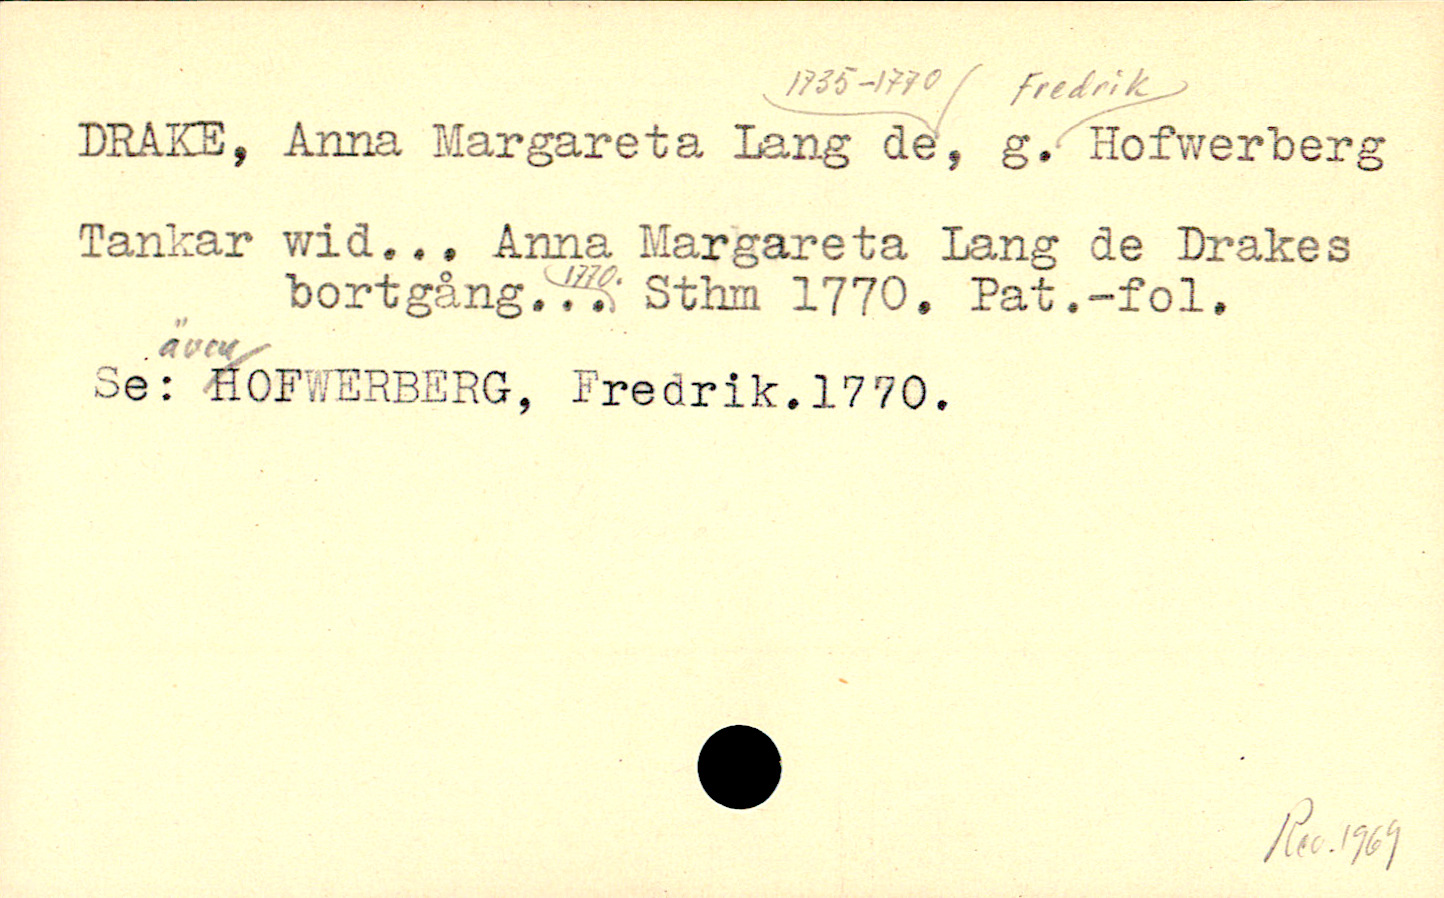 1735-1770 Fredrik
DRAKE, Anna Margareta Lang de, g. Hofwerberg
Tankar wid... Anna Margareta Lang de Drakes
1770.
bortgång... Sthm 1770. Pat.-fol.
även
Se: HOFWERBERG, Fredrik.1770.
Rev. 1969